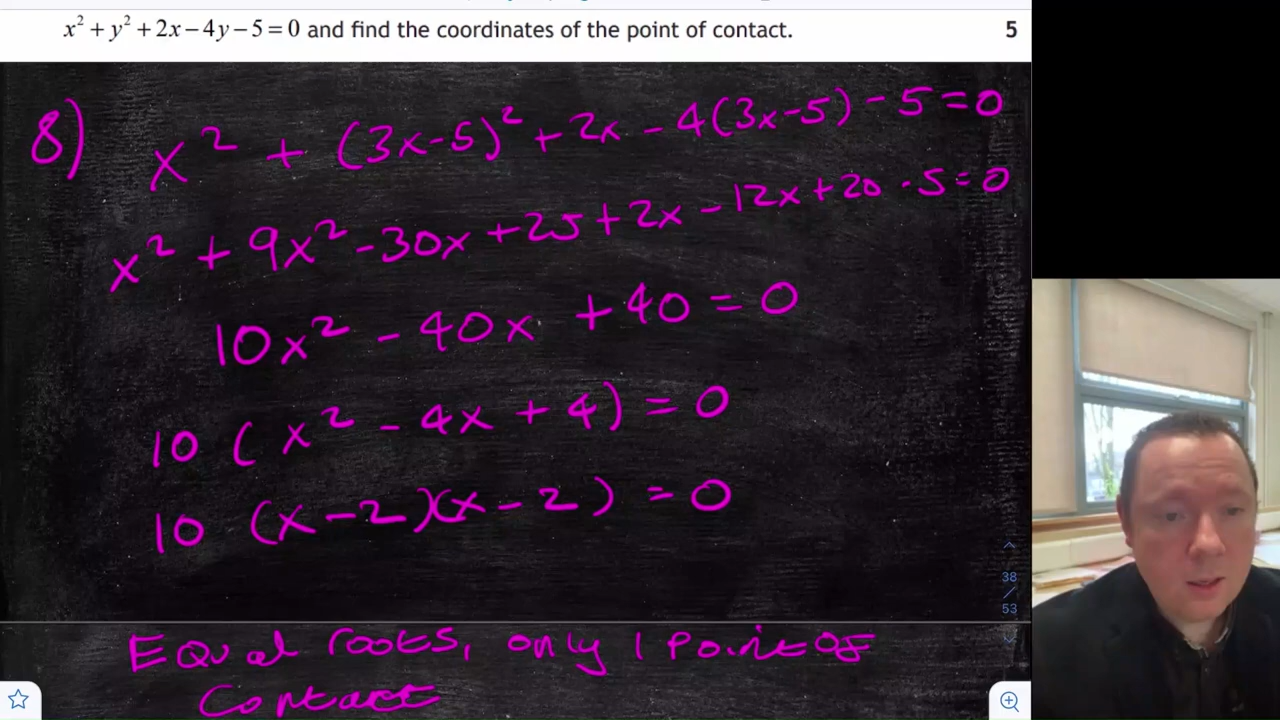 x² + y² + 2x − 4y − 5 = 0 and find the coordinates of the point of contact. 5
8) x² + (3x-5)² + 2x - 4(3x-5) - 5 = 0
x² + 9x² - 30x + 25 + 2x - 12x + 20 - 5 = 0
10x² - 40x + 40 = 0
10 (x² - 4x + 4) = 0
10 (x-2)(x-2) = 0
38
/
53
Equal roots, only 1 Point of
Contact